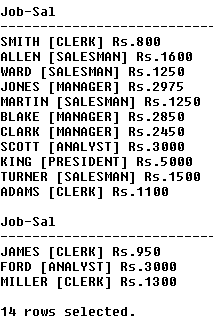 Job-Sal
------------------------------
SMITH [CLERK] Rs.800
ALLEN [SALESMAN] Rs.1600
WARD [SALESMAN] Rs.1250
JONES [MANAGER] Rs.2975
MARTIN [SALESMAN] Rs.1250
BLAKE [MANAGER] Rs.2850
CLARK [MANAGER] Rs.2450
SCOTT [ANALYST] Rs.3000
KING [PRESIDENT] Rs.5000
TURNER [SALESMAN] Rs.1500
ADAMS [CLERK] Rs.1100
Job-Sal
------------------------------
JAMES [CLERK] Rs.950
FORD [ANALYST] Rs.3000
MILLER [CLERK] Rs.1300
14 rows selected.